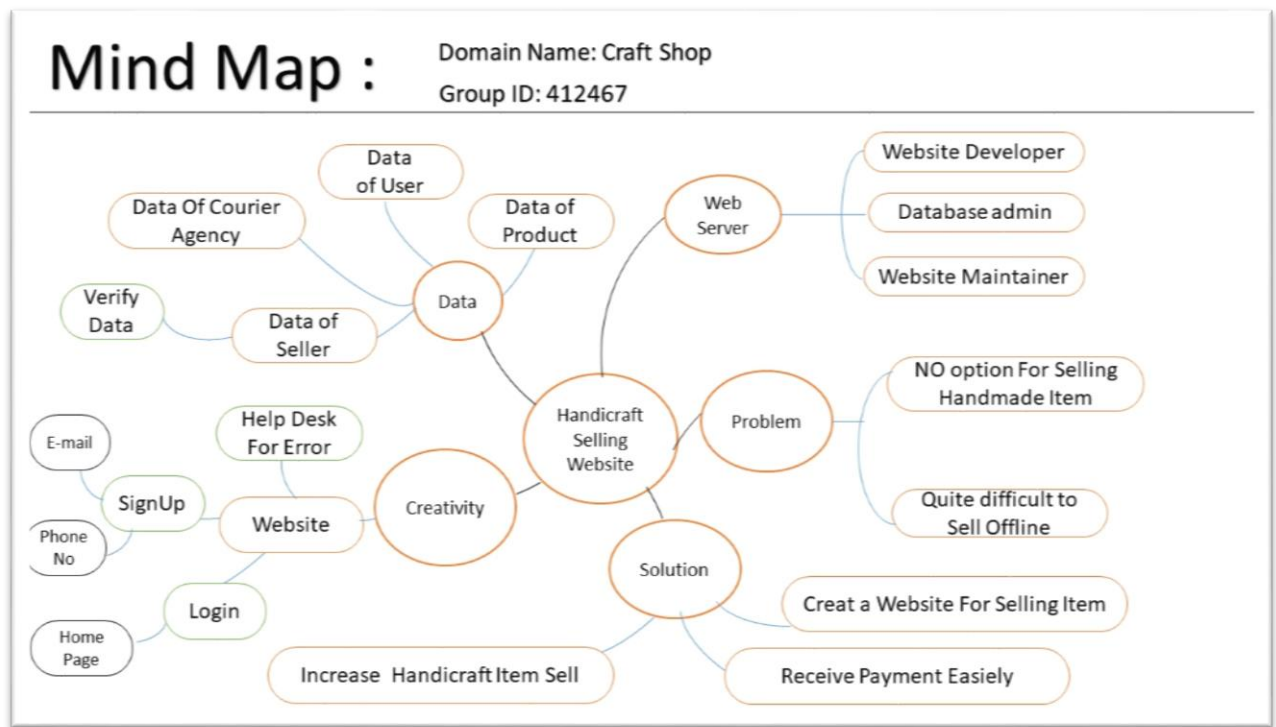 Mind Map :
Domain Name: Craft Shop
Group ID: 412467
Data
of User
Data Of Courier
Agency
Data of
Product
Verify
Data
Data of
Seller
Data
Web
Server
Website Developer
Database admin
Website Maintainer
Handicraft
Selling
Website
Problem
NO option For Selling
Handmade Item
Quite difficult to
Sell Offline
Help Desk
For Error
E-mail
SignUp
Phone
No
Website
Creativity
Login
Home
Page
Solution
Creat a Website For Selling Item
Increase  Handicraft Item Sell
Receive Payment Easiely